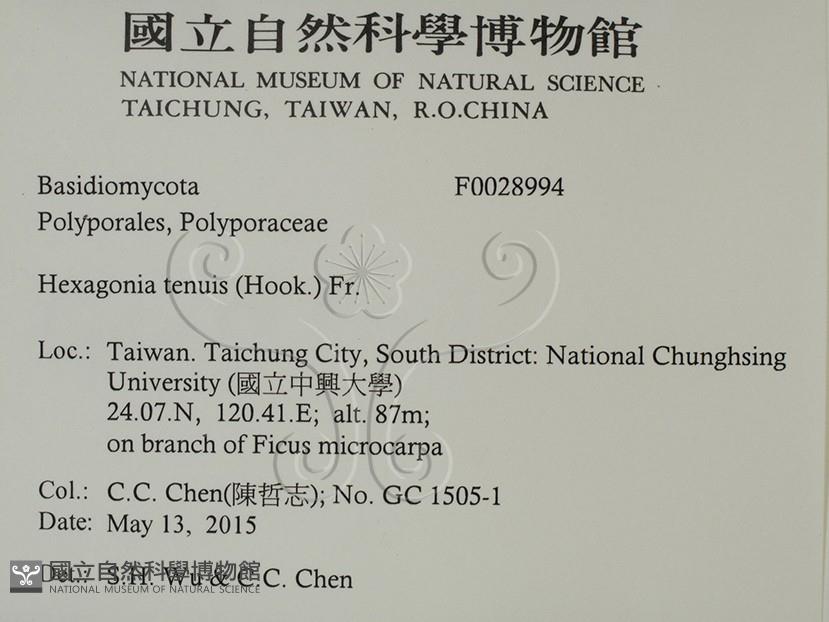 國立自然科學博物館
NATIONAL MUSEUM OF NATURAL SCIENCE
TAICHUNG, TAIWAN, R.O.CHINA
Basidiomycota F0028994
Polyporales, Polyporaceae
Hexagonia tenuis (Hook.) Fr.
Loc.: Taiwan. Taichung City, South District: National Chunghsing
University (國立中興大學)
24.07.N, 120.41.E; alt. 87m;
on branch of Ficus microcarpa
Col.: C.C. Chen(陳哲志); No. GC 1505-1
Date: May 13, 2015
Det.: S.H. Wu & C.C. Chen
國立自然科學博物館
NATIONAL MUSEUM OF NATURAL SCIENCE